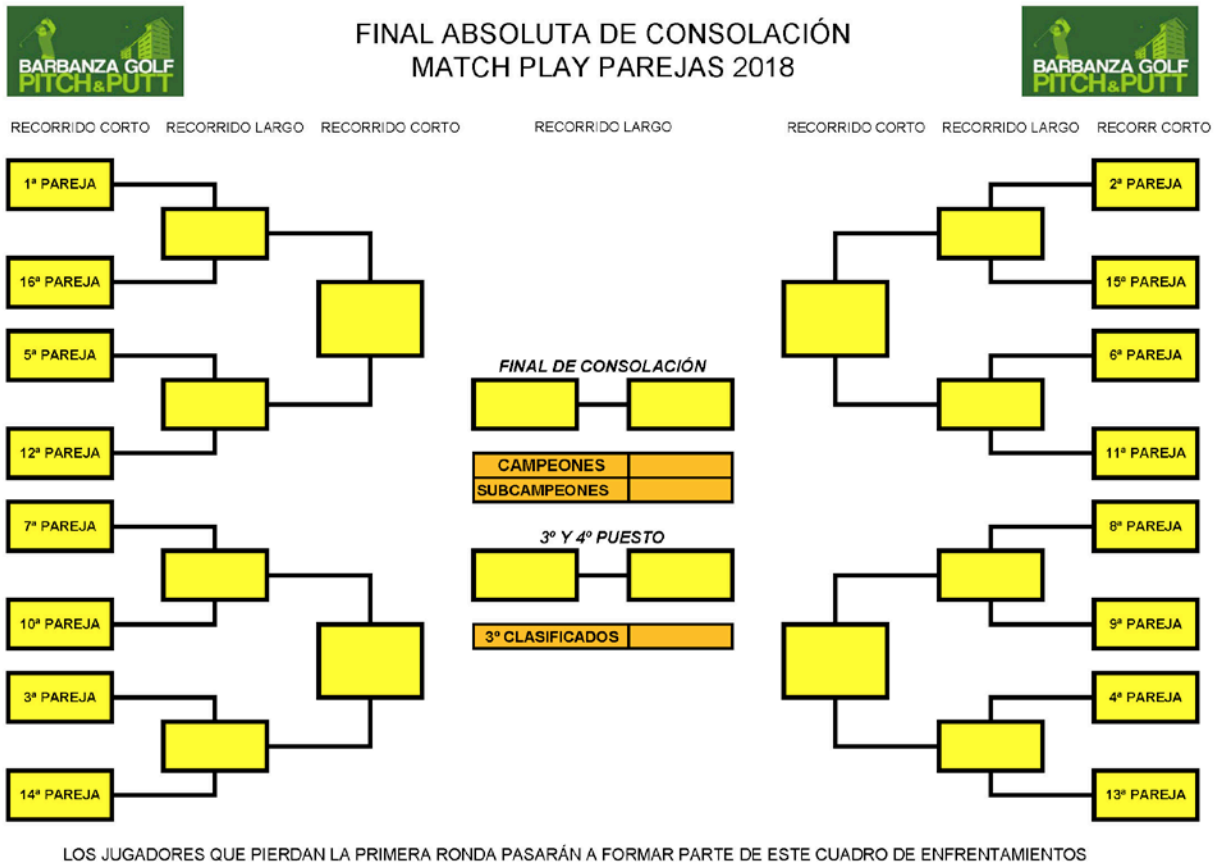 BARBANZA GOLF
PITCH&PUTT
FINAL ABSOLUTA DE CONSOLACIÓN
MATCH PLAY PAREJAS 2018
BARBANZA GOLF
PITCH&PUTT
RECORRIDO CORTO RECORRIDO LARGO RECORRIDO CORTO RECORRIDO LARGO RECORRIDO CORTO RECORRIDO LARGO RECORR CORTO
1ª PAREJA
16ª PAREJA
5ª PAREJA
12ª PAREJA
7ª PAREJA
10ª PAREJA
3ª PAREJA
14ª PAREJA
FINAL DE CONSOLACIÓN
CAMPEONES
SUBCAMPEONES
3º Y 4º PUESTO
3º CLASIFICADOS
2ª PAREJA
15ª PAREJA
6ª PAREJA
11ª PAREJA
8ª PAREJA
9ª PAREJA
4ª PAREJA
13ª PAREJA
LOS JUGADORES QUE PIERDAN LA PRIMERA RONDA PASARÁN A FORMAR PARTE DE ESTE CUADRO DE ENFRENTAMIENTOS